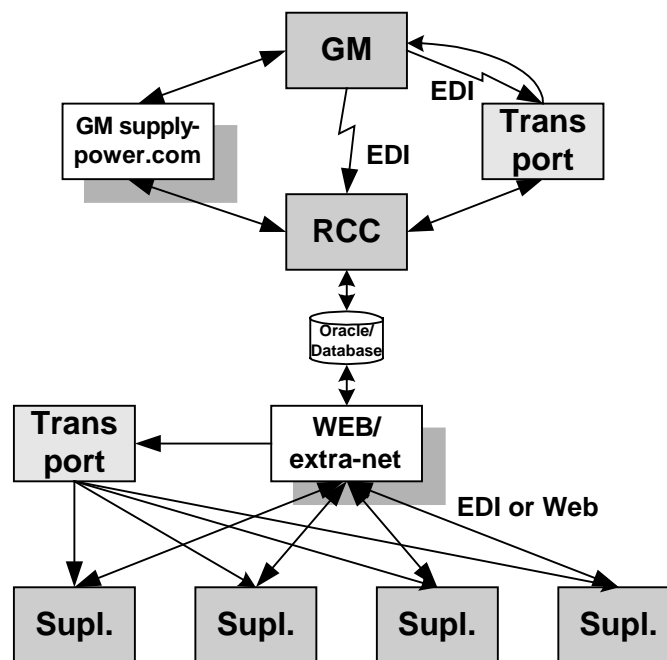 GM
EDI
GM supply-
power.com
Trans
port
EDI
RCC
Oracle/
Database
Trans
port
WEB/
extra-net
EDI or Web
Supl.
Supl.
Supl.
Supl.